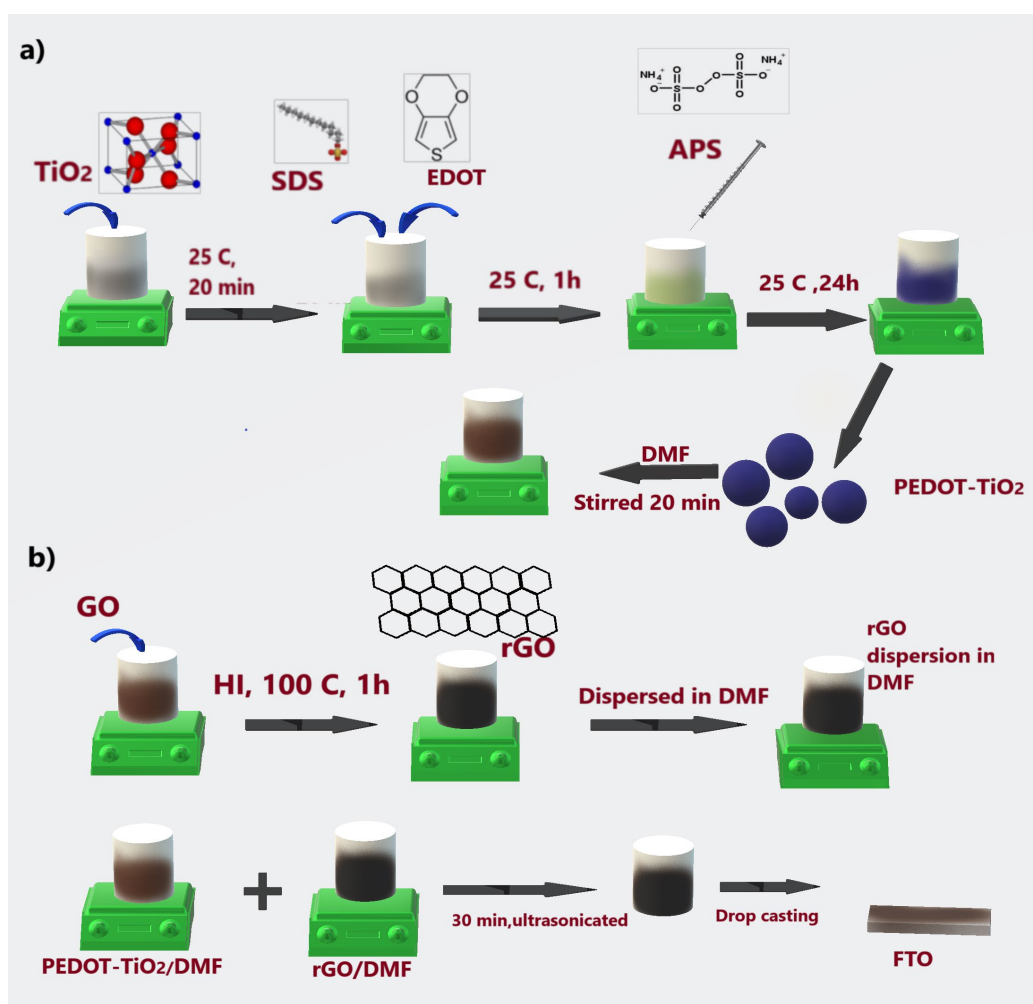 a)
TiO2
SDS
O
O
S
EDOT
NH4+
O-
O
S
O
O
O
O
S
O
O-
NH4+
APS
25 C,
20 min
25 C, 1h
25 C ,24h
DMF
Stirred 20 min
PEDOT-TiO2
b)
GO
HI, 100 C, 1h
rGO
Dispersed in DMF
rGO
dispersion in
DMF
PEDOT-TiO2/DMF
+
rGO/DMF
30 min,ultrasonicated
Drop casting
FTO